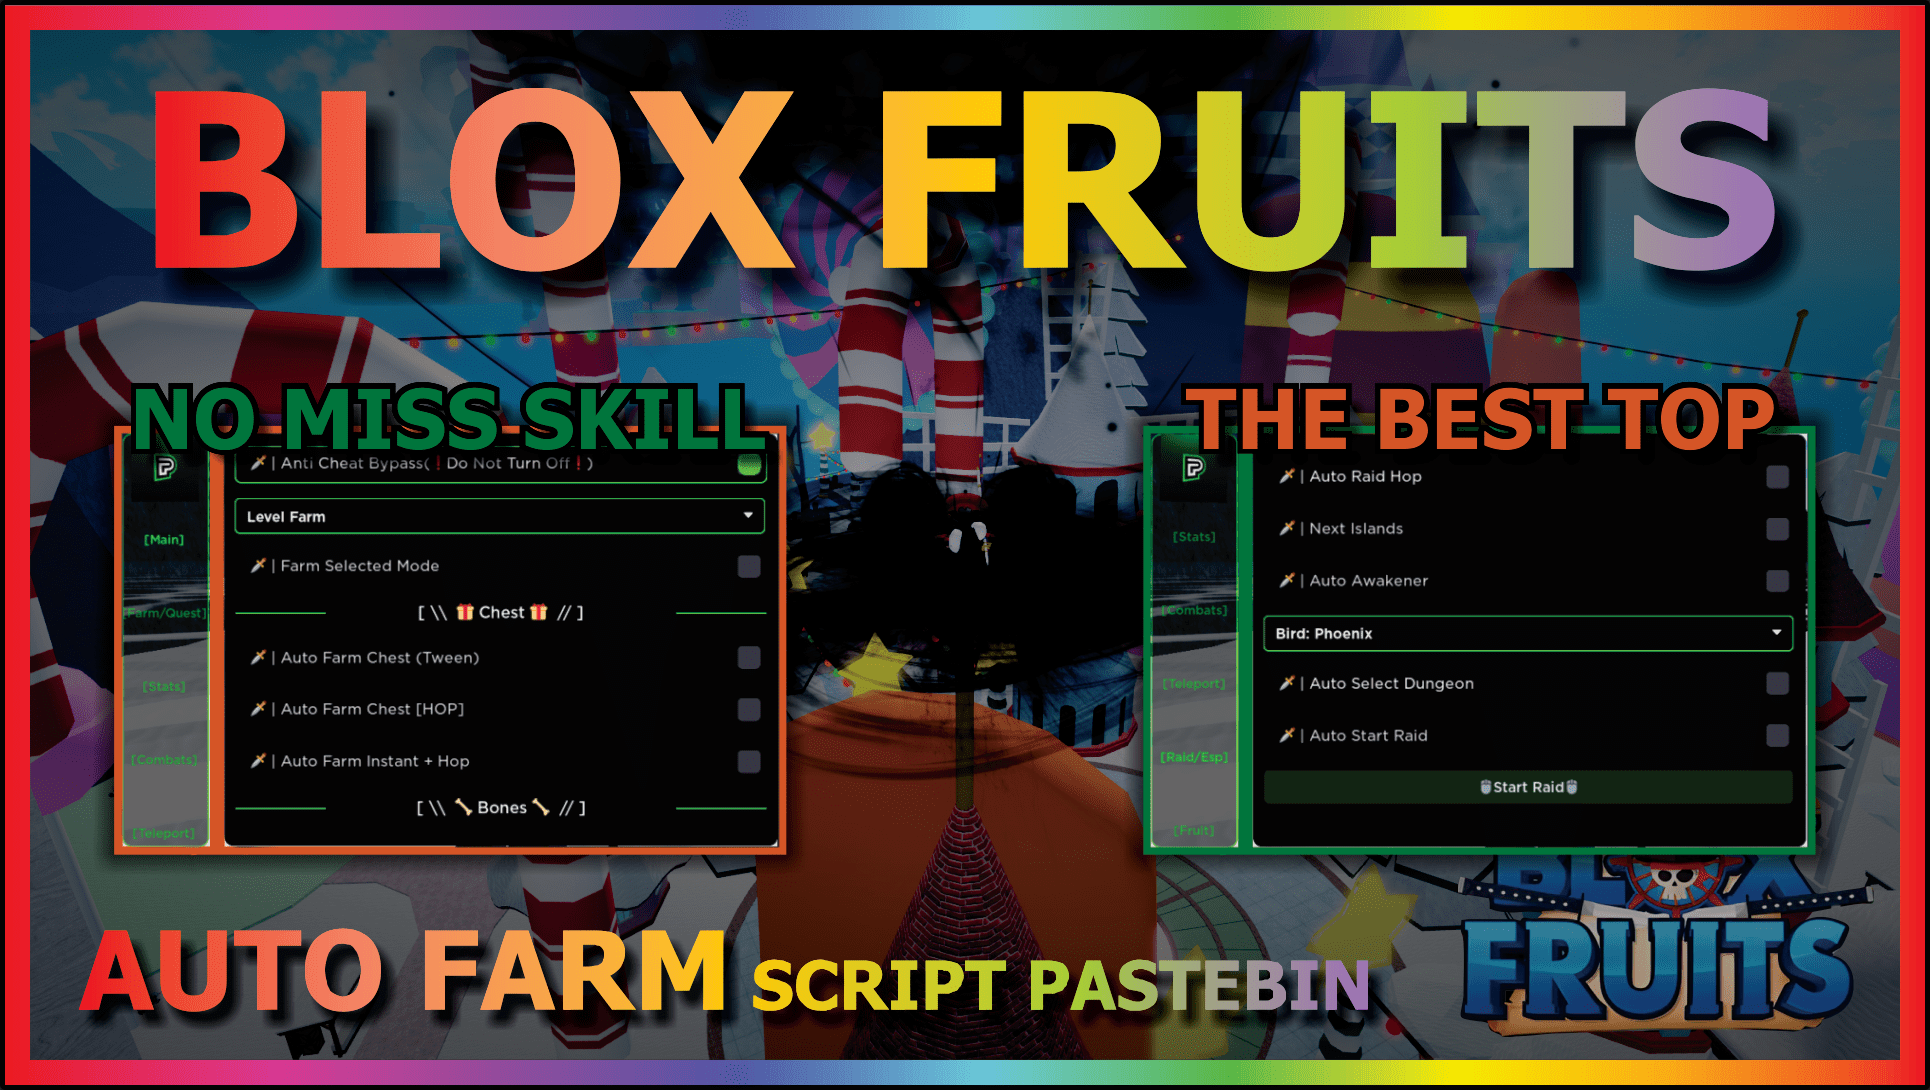 BLOX FRUITS
NO MISS SKILL
| Anti Cheat Bypass(❗Do Not Turn Off❗)
Level Farm
[Main]
| Farm Selected Mode
[Farm/Quest]
[ \\ 🎁 Chest 🎁 // ]
| Auto Farm Chest (Tween)
[Stats]
| Auto Farm Chest [HOP]
[Combats]
| Auto Farm Instant + Hop
[ \\ 🦴 Bones 🦴 // ]
[Teleport]
THE BEST TOP
| Auto Raid Hop
[Stats]
| Next Islands
| Auto Awakener
[Combats]
Bird: Phoenix
[Teleport]
| Auto Select Dungeon
| Auto Start Raid
[Raid/Esp]
Start Raid
[Fruit]
BLOX
FRUITS
AUTO FARM SCRIPT PASTEBIN